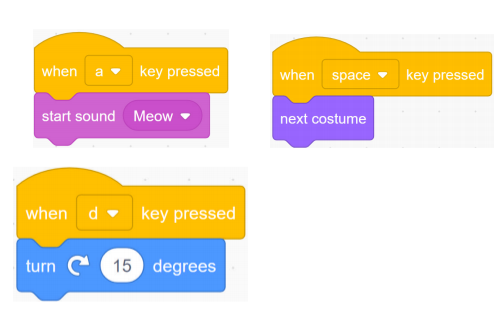 when a key pressed
start sound Meow
when space key pressed
next costume
when d key pressed
turn 15 degrees